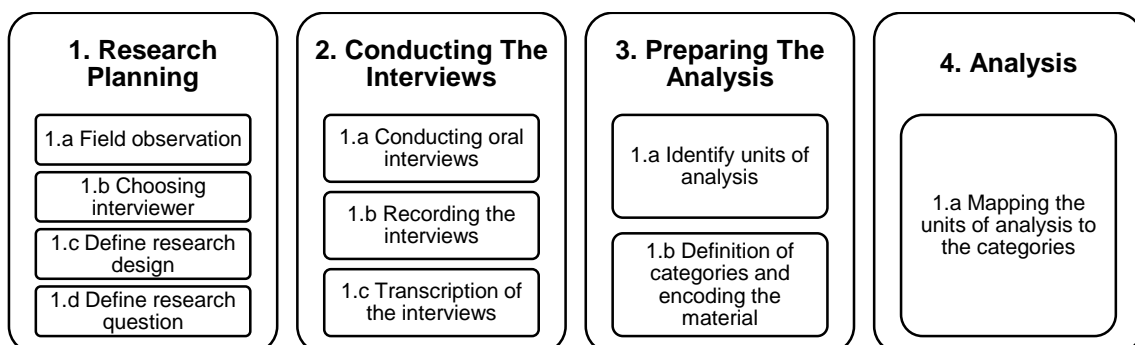 1. Research
Planning
1.a Field observation
1.b Choosing
interviewer
1.c Define research
design
1.d Define research
question
2. Conducting The
Interviews
1.a Conducting oral
interviews
1.b Recording the
interviews
1.c Transcription of
the interviews
3. Preparing The
Analysis
1.a Identify units of
analysis
1.b Definition of
categories and
encoding the
material
4. Analysis
1.a Mapping the
units of analysis to
the categories